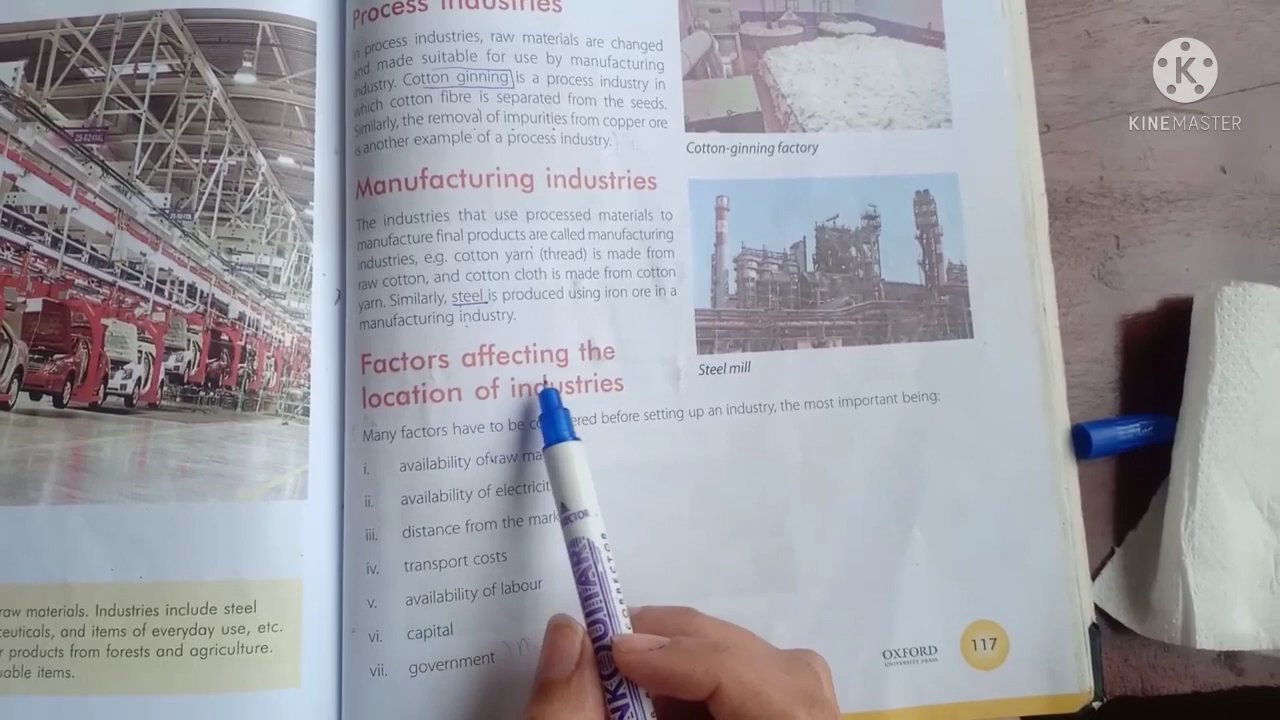 Process Industries
In process industries, raw materials are changed
and made suitable for use by manufacturing
industry. Cotton ginning is a process industry in
which cotton fibre is separated from the seeds.
Similarly, the removal of impurities from copper ore
is another example of a process industry.
Cotton-ginning factory
Manufacturing industries
The industries that use processed materials to
manufacture final products are called manufacturing
industries, e.g. cotton yarn (thread) is made from
raw cotton, and cotton cloth is made from cotton
yarn. Similarly, steel is produced using iron ore in a
manufacturing industry.
Steel mill
Factors affecting the
location of industries
Many factors have to be considered before setting up an industry, the most important being:
i. availability of raw ma
ii. availability of electricit
iii. distance from the mark
iv. transport costs
v. availability of labour
vi. capital
vii. government
OXFORD
UNIVERSITY PRESS
117
raw materials. Industries include steel
ceuticals, and items of everyday use, etc.
r products from forests and agriculture.
uable items.
KINEMASTER